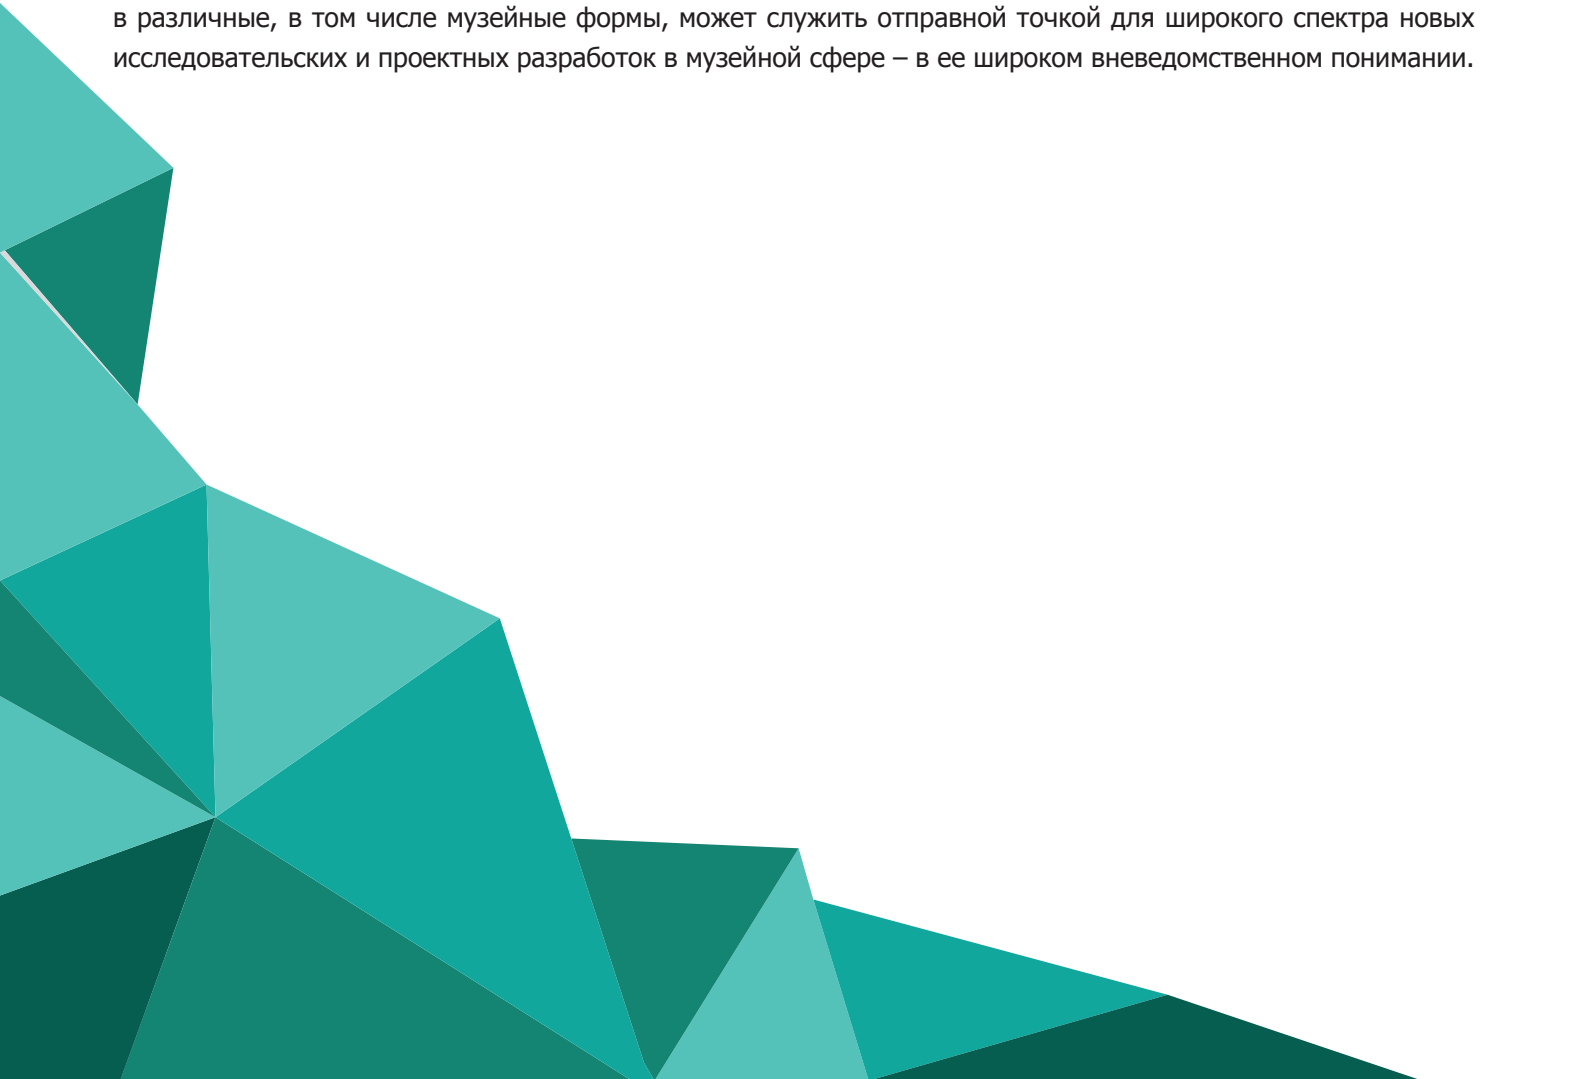 в различные, в том числе музейные формы, может служить отправной точкой для широкого спектра новых
исследовательских и проектных разработок в музейной сфере – в ее широком вневедомственном понимании.